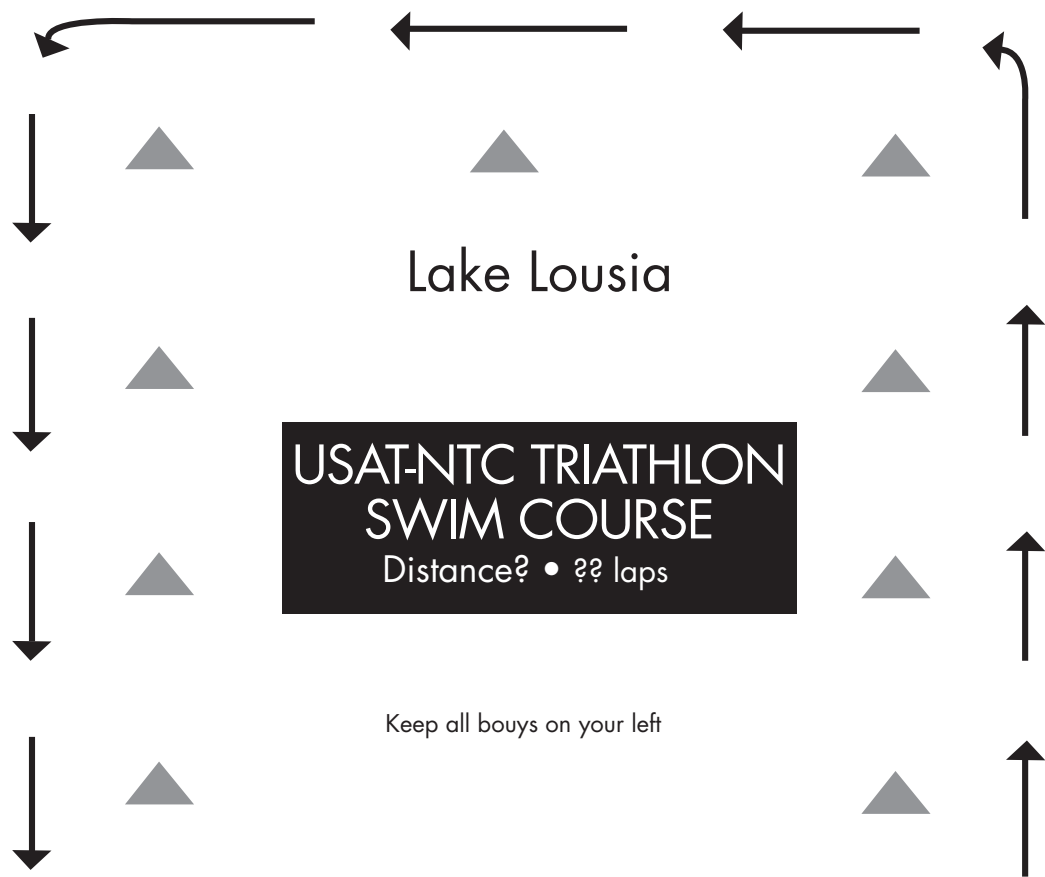 Lake Lousia
USAT-NTC TRIATHLON
SWIM COURSE
Distance? • ?? laps
Keep all bouys on your left